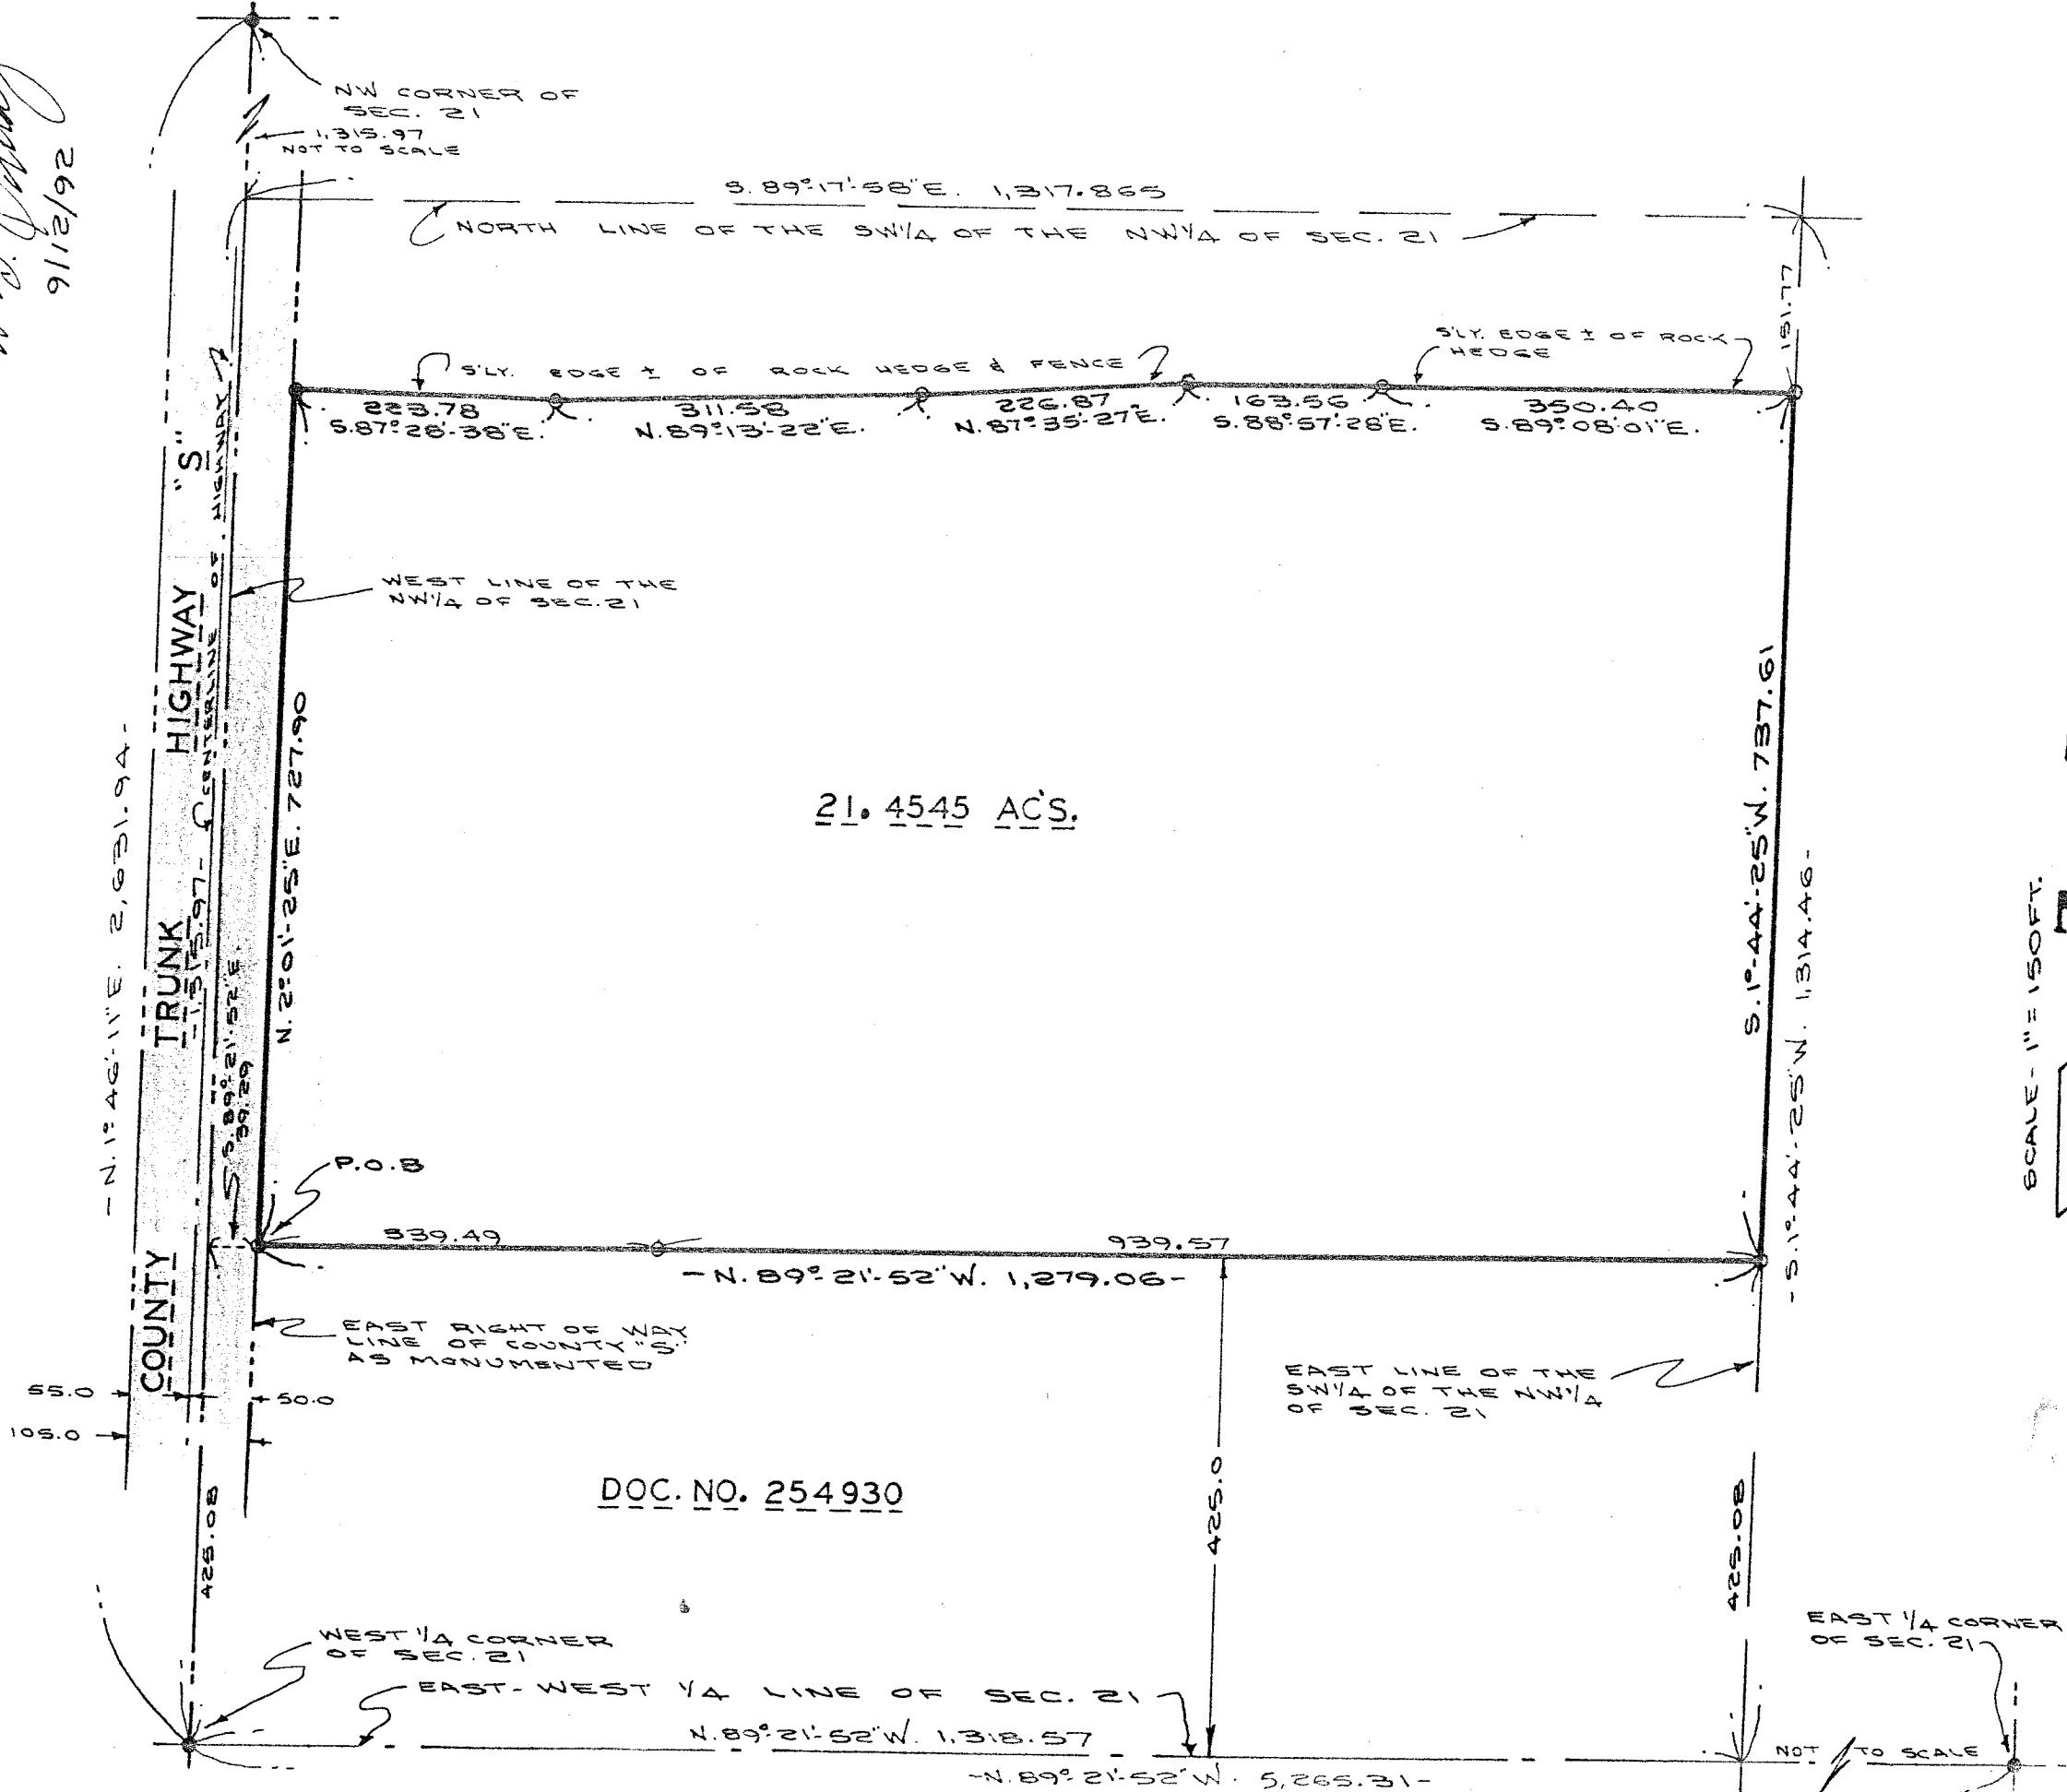 9/12/92
NW CORNER OF
SEC. 21
1,315.97
NOT TO SCALE
S. 89°-17'-58"E. 1,317.865
NORTH LINE OF THE SW1/4 OF THE NW1/4 OF SEC. 21
151.77
S'LY. EDGE ± OF ROCK HEDGE & FENCE
S'LY. EDGE ± OF ROCK
HEDGE
223.78
S.87°-28'-38"E.
311.58
N.89°-13'-22"E.
226.87
N.87°-35'-27"E.
163.56
S.88°-57'-28"E.
350.40
S.89°-08'-01"E.
COUNTY TRUNK HIGHWAY "S"
CENTERLINE OF HIGHWAY
WEST LINE OF THE
NW1/4 OF SEC. 21
-N. 1°-46'-11"E. 2,631.94-
-1,315.97-
N. 2°-01'-25"E. 727.90
S. 89°-21'-52"E.
39.29
21.4545 AC'S.
S. 1°-44'-25"W. 737.61
-S. 1°-44'-25"W. 1,314.46-
SCALE - 1" = 150FT.
P.O.B
339.49
939.57
-N. 89°-21'-52"W. 1,279.06-
EAST RIGHT OF WAY
LINE OF COUNTY "S"
AS MONUMENTED
EAST LINE OF THE
SW1/4 OF THE NW1/4
OF SEC. 21
55.0
50.0
105.0
DOC. NO. 254930
425.08
425.0
425.08
WEST 1/4 CORNER
OF SEC. 21
EAST 1/4 CORNER
OF SEC. 21
EAST-WEST 1/4 LINE OF SEC. 21
N. 89°-21'-52"W. 1,318.57
NOT TO SCALE
-N. 89°-21'-52"W. 5,265.31-